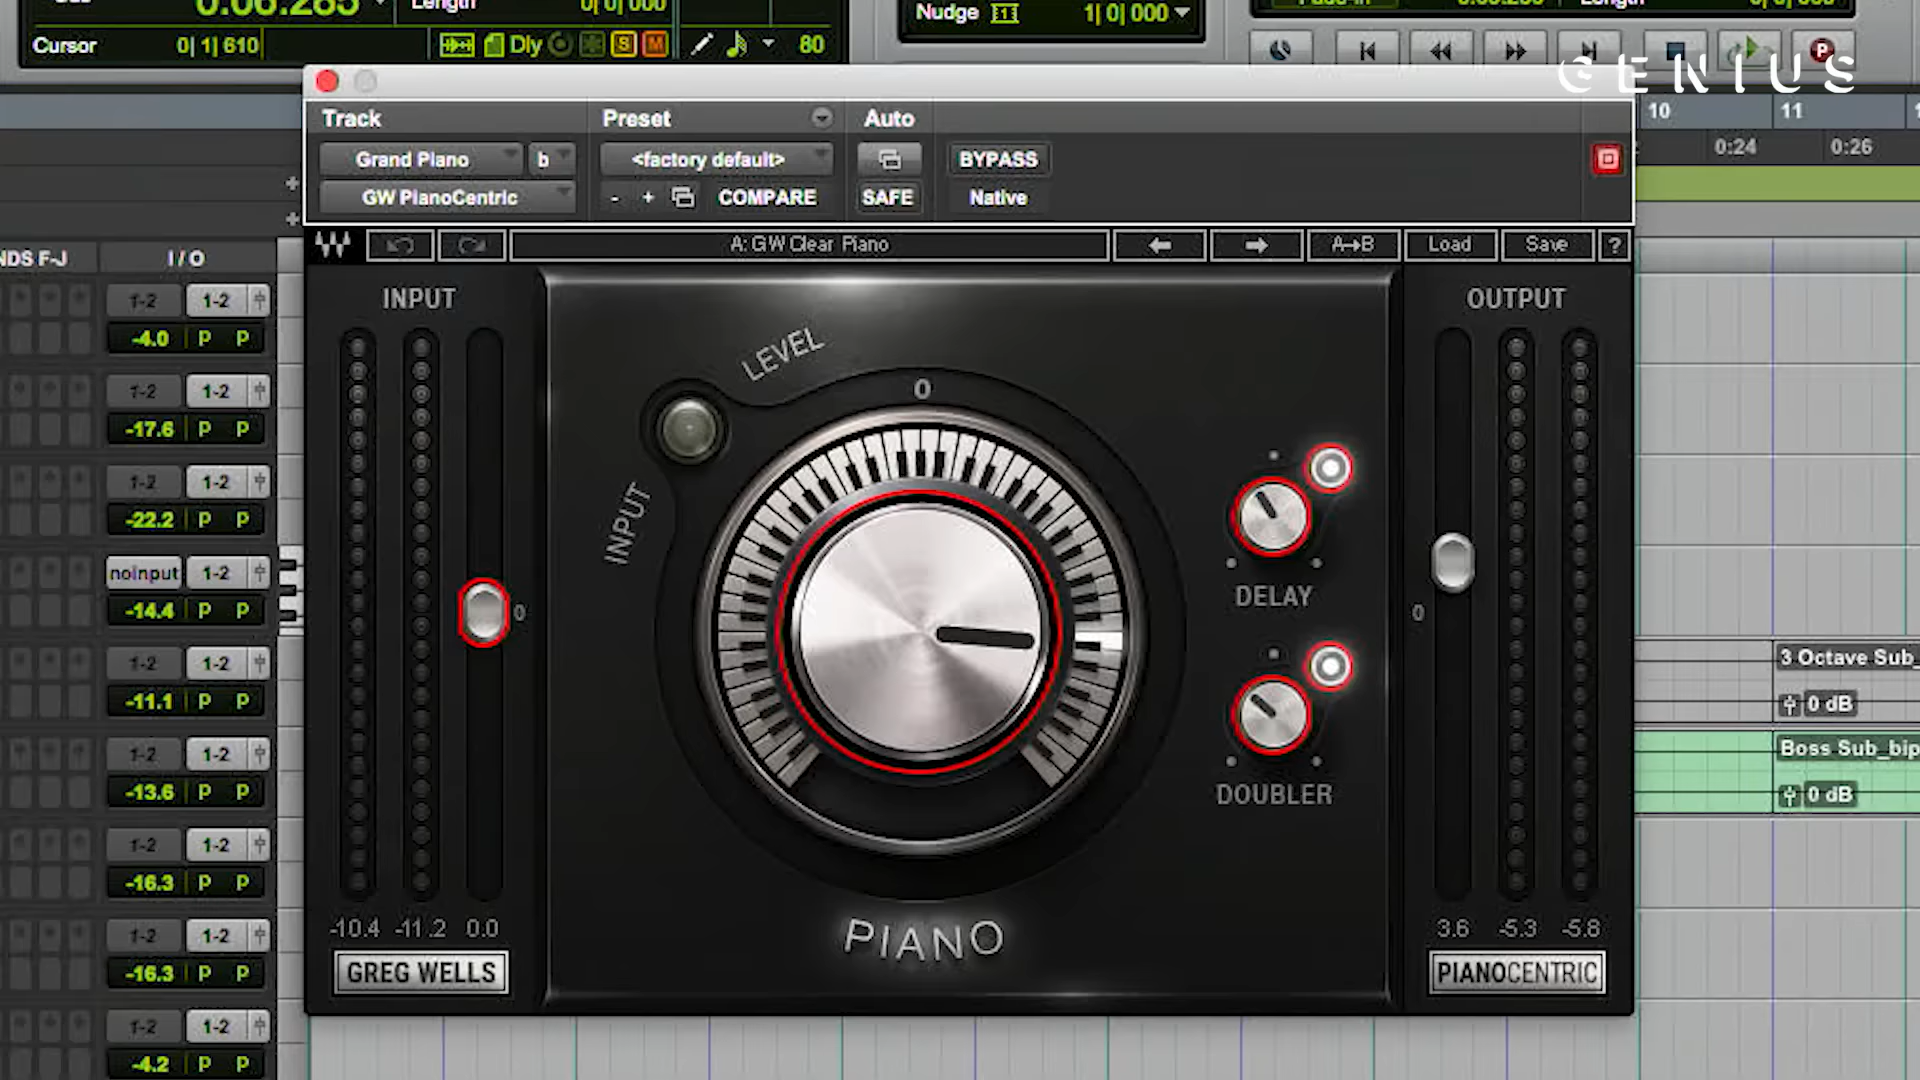 Length
0| 0| 000
Nudge
1| 0| 000
Length
Cursor
0| 1| 610
Dly
S
M
80
P
GENIUS
Track
Preset
Auto
Grand Piano
b
<factory default>
BYPASS
GW PianoCentric
-
+
COMPARE
SAFE
Native
10
11
0:24
0:26
A: GW Clear Piano
A→B
Load
Save
?
NDS F-J
I / O
1-2
1-2
-4.0
P
P
1-2
1-2
-17.6
P
P
1-2
1-2
-22.2
P
P
noinput
1-2
-14.4
P
P
1-2
1-2
-11.1
P
P
1-2
1-2
-13.6
P
P
1-2
1-2
-16.3
P
P
1-2
1-2
-16.3
P
P
1-2
1-2
-4.2
P
P
INPUT
LEVEL
INPUT
0
0
DELAY
DOUBLER
PIANO
-10.4
-11.2
0.0
GREG WELLS
OUTPUT
0
3.6
-5.3
-5.8
PIANOCENTRIC
3 Octave Sub_
0 dB
Boss Sub_bip
0 dB